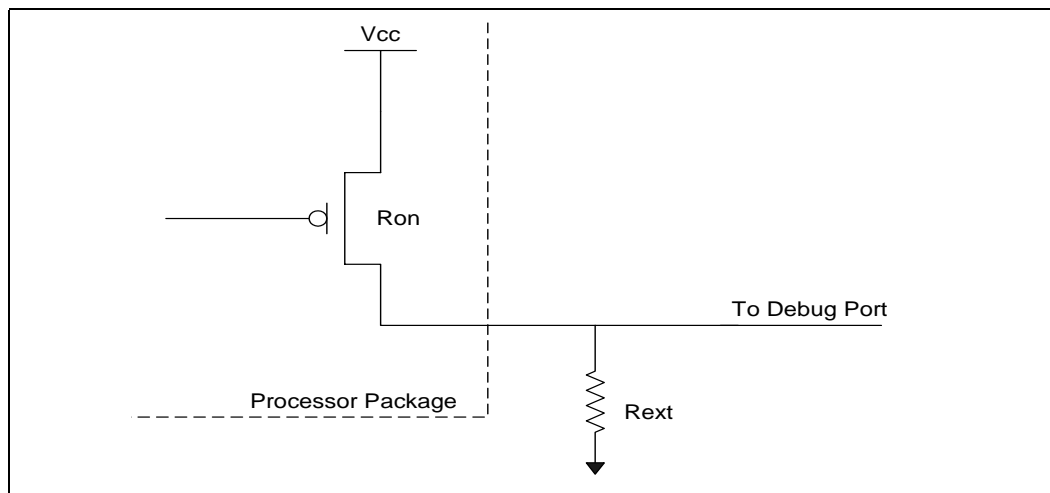 Vcc
Ron
To Debug Port
Processor Package
Rext